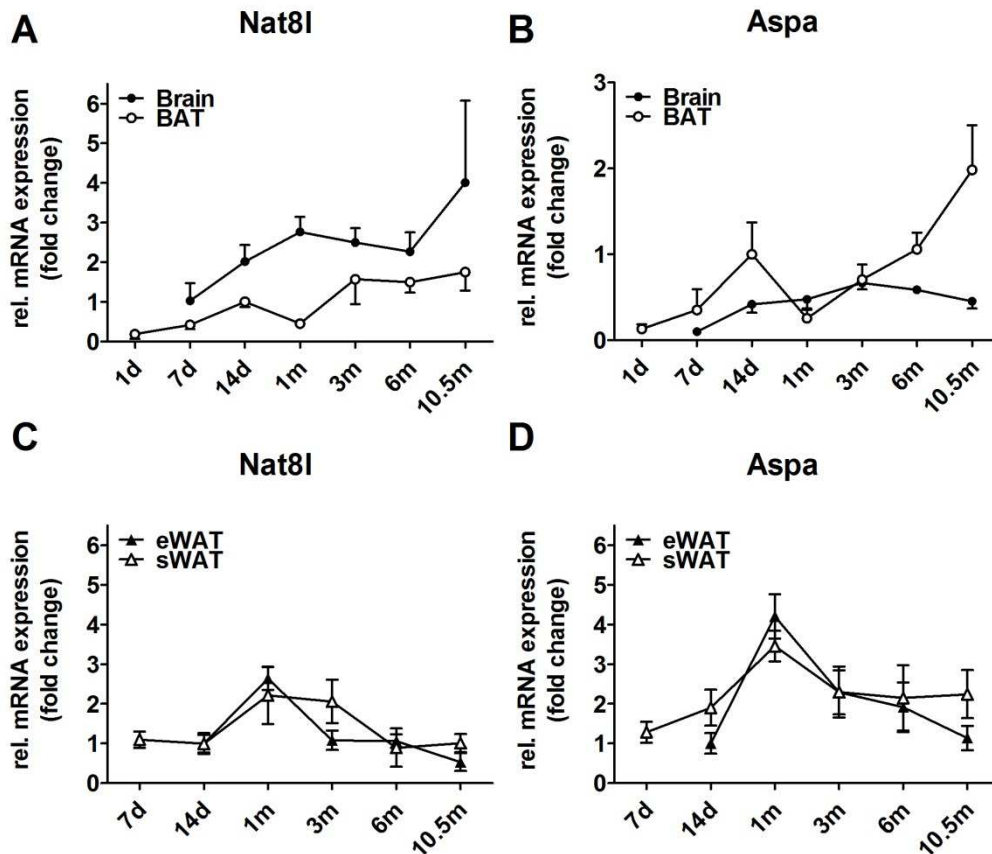 A
Nat8l
Brain
BAT
rel. mRNA expression
(fold change)
6
5
4
3
2
1
0
1d
7d
14d
1m
3m
6m
10.5m
B
Aspa
Brain
BAT
rel. mRNA expression
(fold change)
3
2
1
0
1d
7d
14d
1m
3m
6m
10.5m
C
Nat8l
eWAT
sWAT
rel. mRNA expression
(fold change)
6
5
4
3
2
1
0
7d
14d
1m
3m
6m
10.5m
D
Aspa
eWAT
sWAT
rel. mRNA expression
(fold change)
6
5
4
3
2
1
0
7d
14d
1m
3m
6m
10.5m